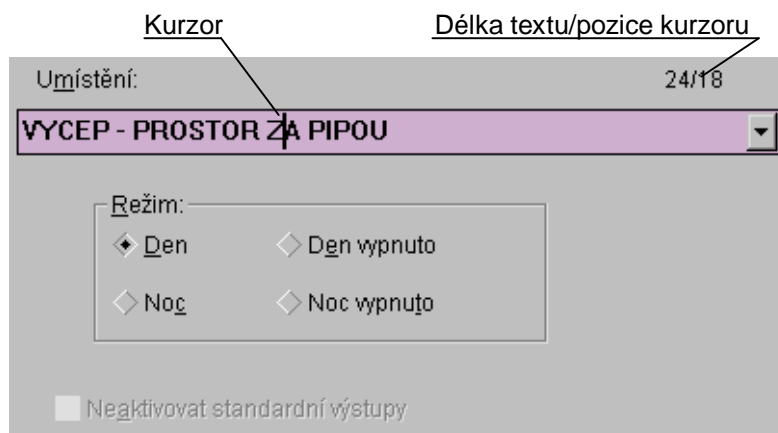 Kurzor Délka textu/pozice kurzoru
Umístění: 24/18
VYCEP - PROSTOR ZA PIPOU
Režim:
Den Den vypnuto
Noc Noc vypnuto
Neaktivovat standardní výstupy